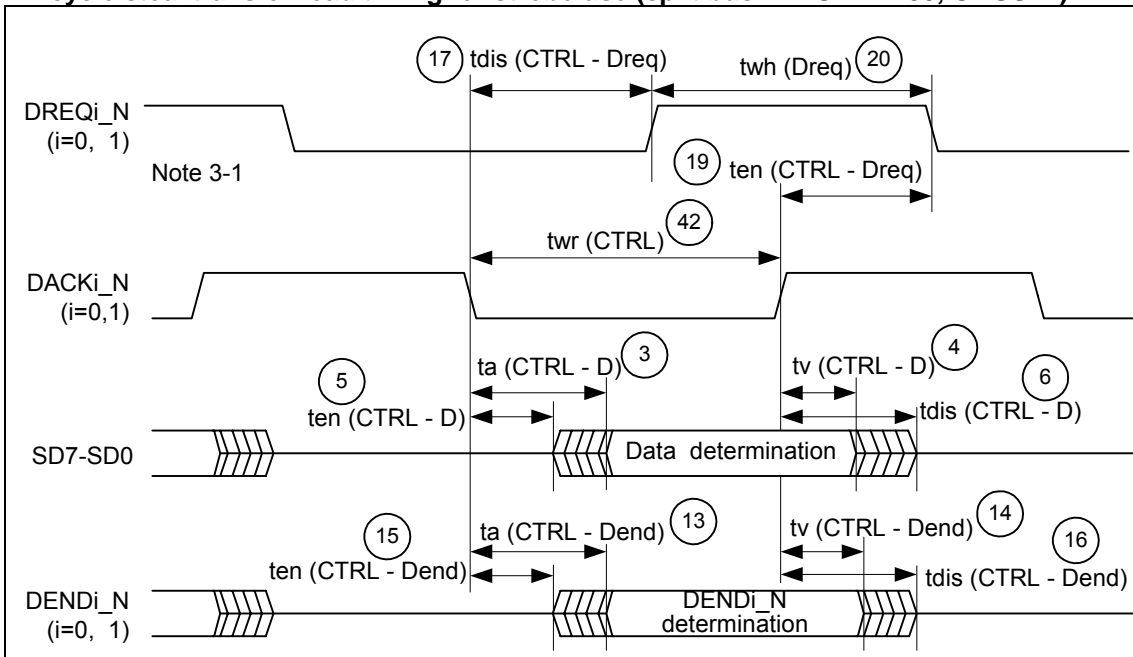 17 tdis (CTRL - Dreq)
twh (Dreq) 20
DREQi_N
(i=0, 1)
Note 3-1
19 ten (CTRL - Dreq)
twr (CTRL) 42
DACKi_N
(i=0,1)
ta (CTRL - D) 3
tv (CTRL - D) 4
5
ten (CTRL - D)
6
tdis (CTRL - D)
SD7-SD0
Data determination
ta (CTRL - Dend) 13
tv (CTRL - Dend) 14
15
ten (CTRL - Dend)
16
tdis (CTRL - Dend)
DENDi_N
(i=0, 1)
DENDi_N
determination